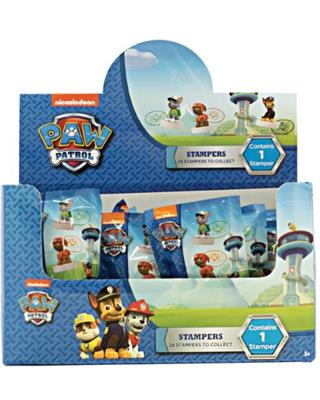 nickelodeon
PAW
PATROL
STAMPERS
24 STAMPERS TO COLLECT
Contains
1
Stamper
nickelodeon
PAW
PATROL
STAMPERS
24 STAMPERS TO COLLECT
Contains
1
Stamper
3+